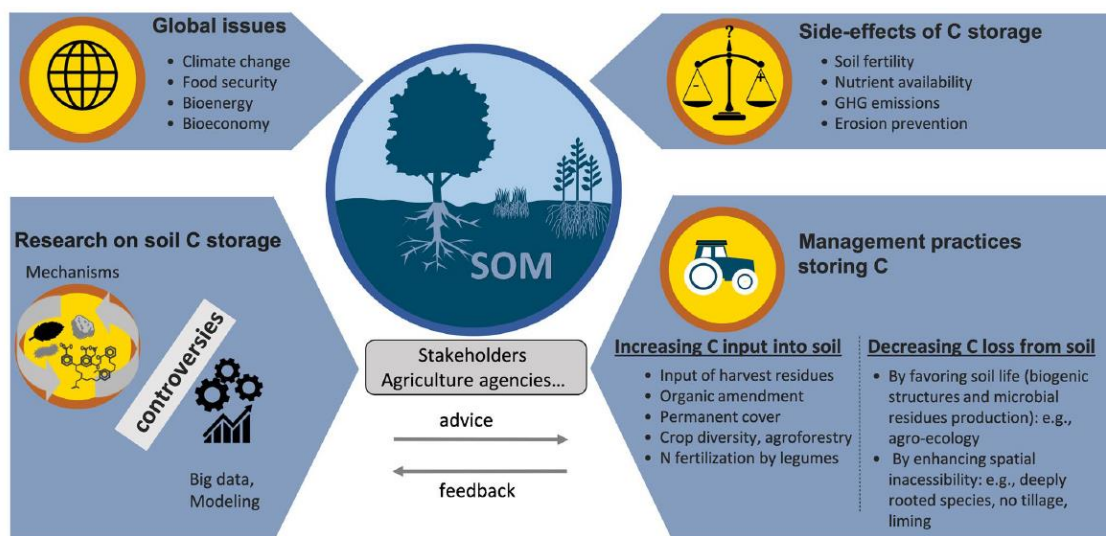 Global issues
• Climate change
• Food security
• Bioenergy
• Bioeconomy
Side-effects of C storage
• Soil fertility
• Nutrient availability
• GHG emissions
• Erosion prevention
?
-
+
SOM
Research on soil C storage
Mechanisms
controversies
Big data,
Modeling
Stakeholders
Agriculture agencies...
advice
feedback
Management practices
storing C
Increasing C input into soil
• Input of harvest residues
• Organic amendment
• Permanent cover
• Crop diversity, agroforestry
• N fertilization by legumes
Decreasing C loss from soil
• By favoring soil life (biogenic
structures and microbial
residues production): e.g.,
agro-ecology
• By enhancing spatial
inacessibility: e.g., deeply
rooted species, no tillage,
liming